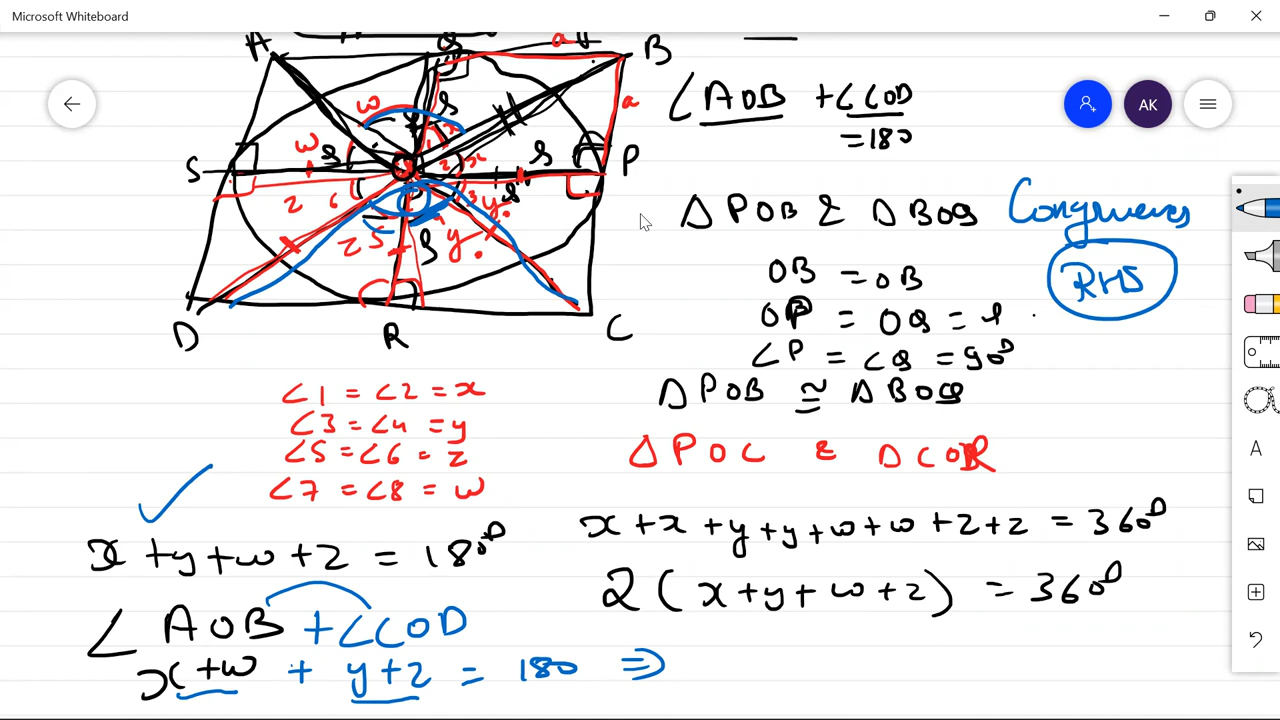 Microsoft Whiteboard
AK
A
B
a
a
P
S
C
R
D
w
w
x
y
y
z
z
∠AOB + ∠COD
= 180
Δ POB & Δ BOQ Congruence
RHS
OB = OB
OP = OQ = r
∠P = ∠Q = 90°
Δ POB ≅ Δ BOQ
Δ POC & Δ COR
∠1 = ∠2 = x
∠3 = ∠4 = y
∠5 = ∠6 = z
∠7 = ∠8 = w
x + x + y + y + w + w + z + z = 360°
2 ( x + y + w + z ) = 360°
x + y + w + z = 180°
∠ AOB + ∠COD
x + w + y + z = 180 ⇒